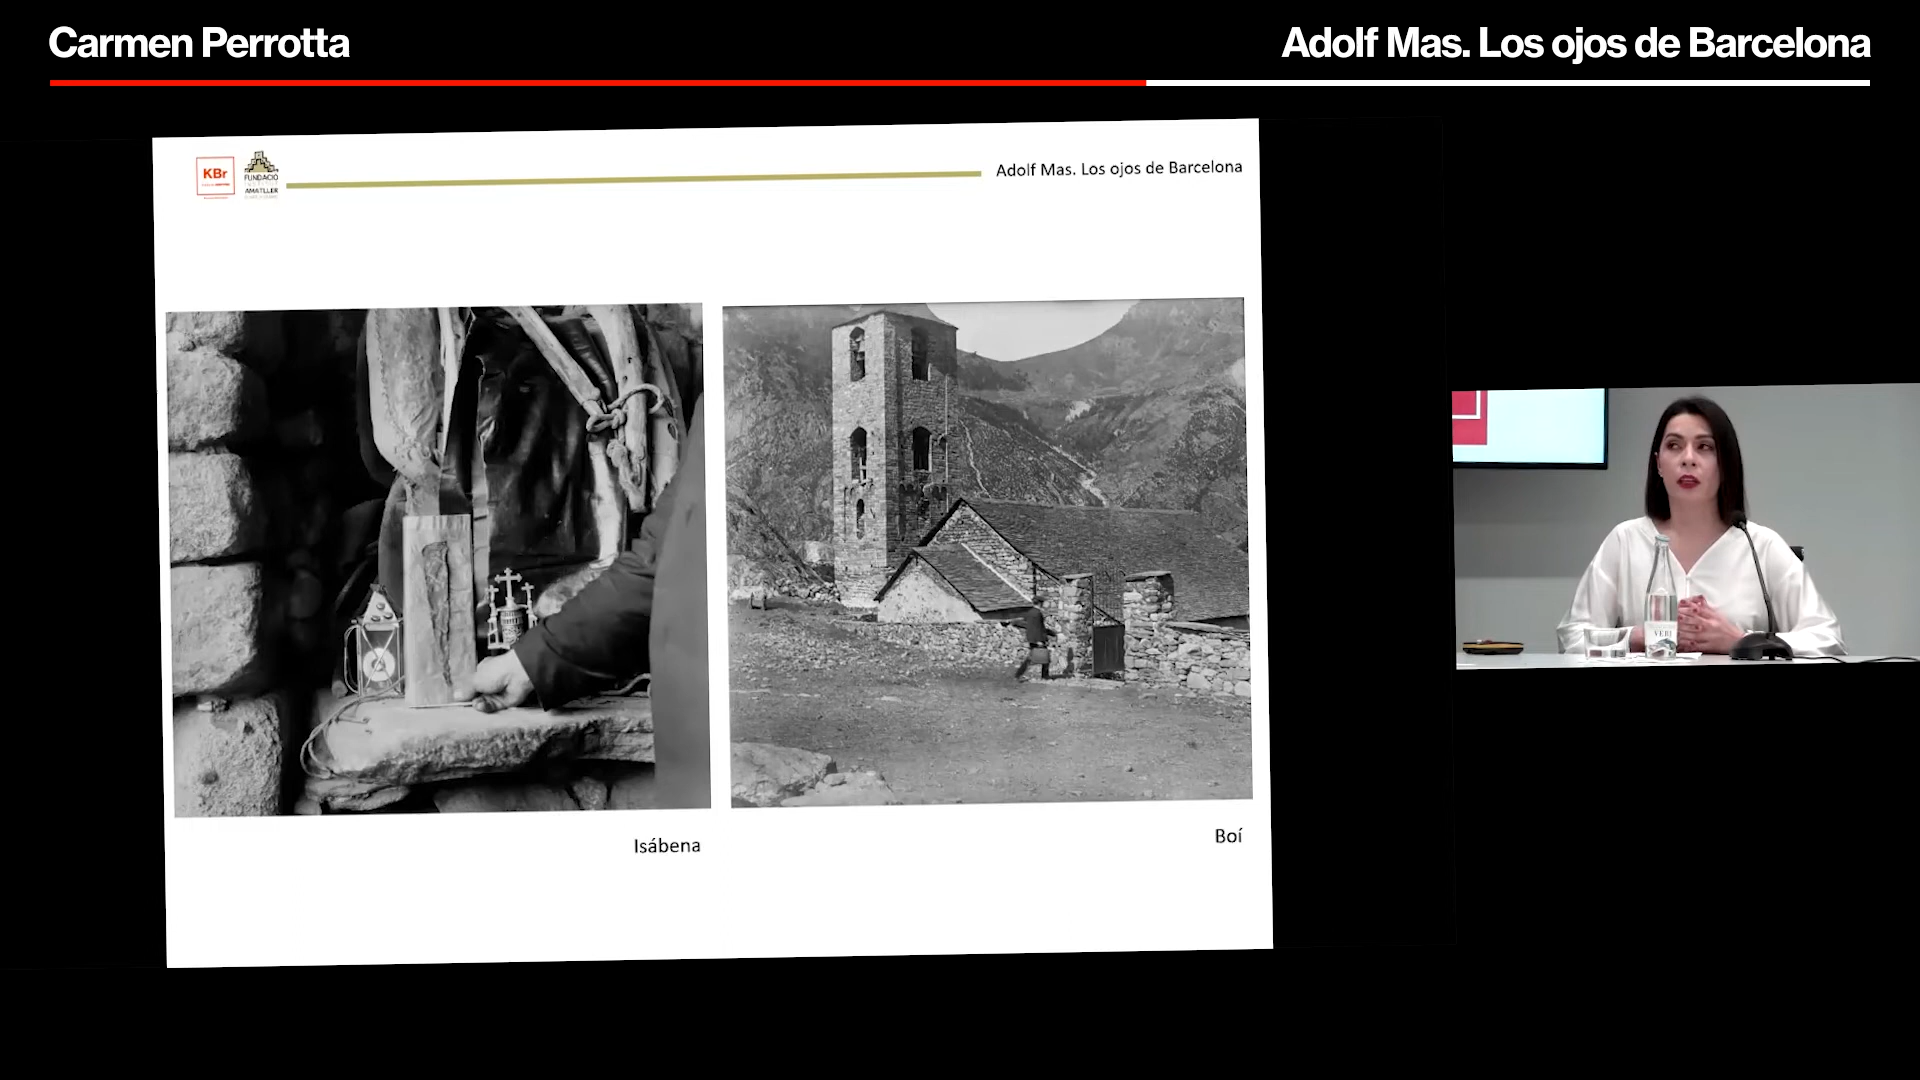 Carmen Perrotta
Adolf Mas. Los ojos de Barcelona
KBr
FUNDACIÓ
INSTITUT
AMATLLER
Adolf Mas. Los ojos de Barcelona
Isábena
Boí
VERI